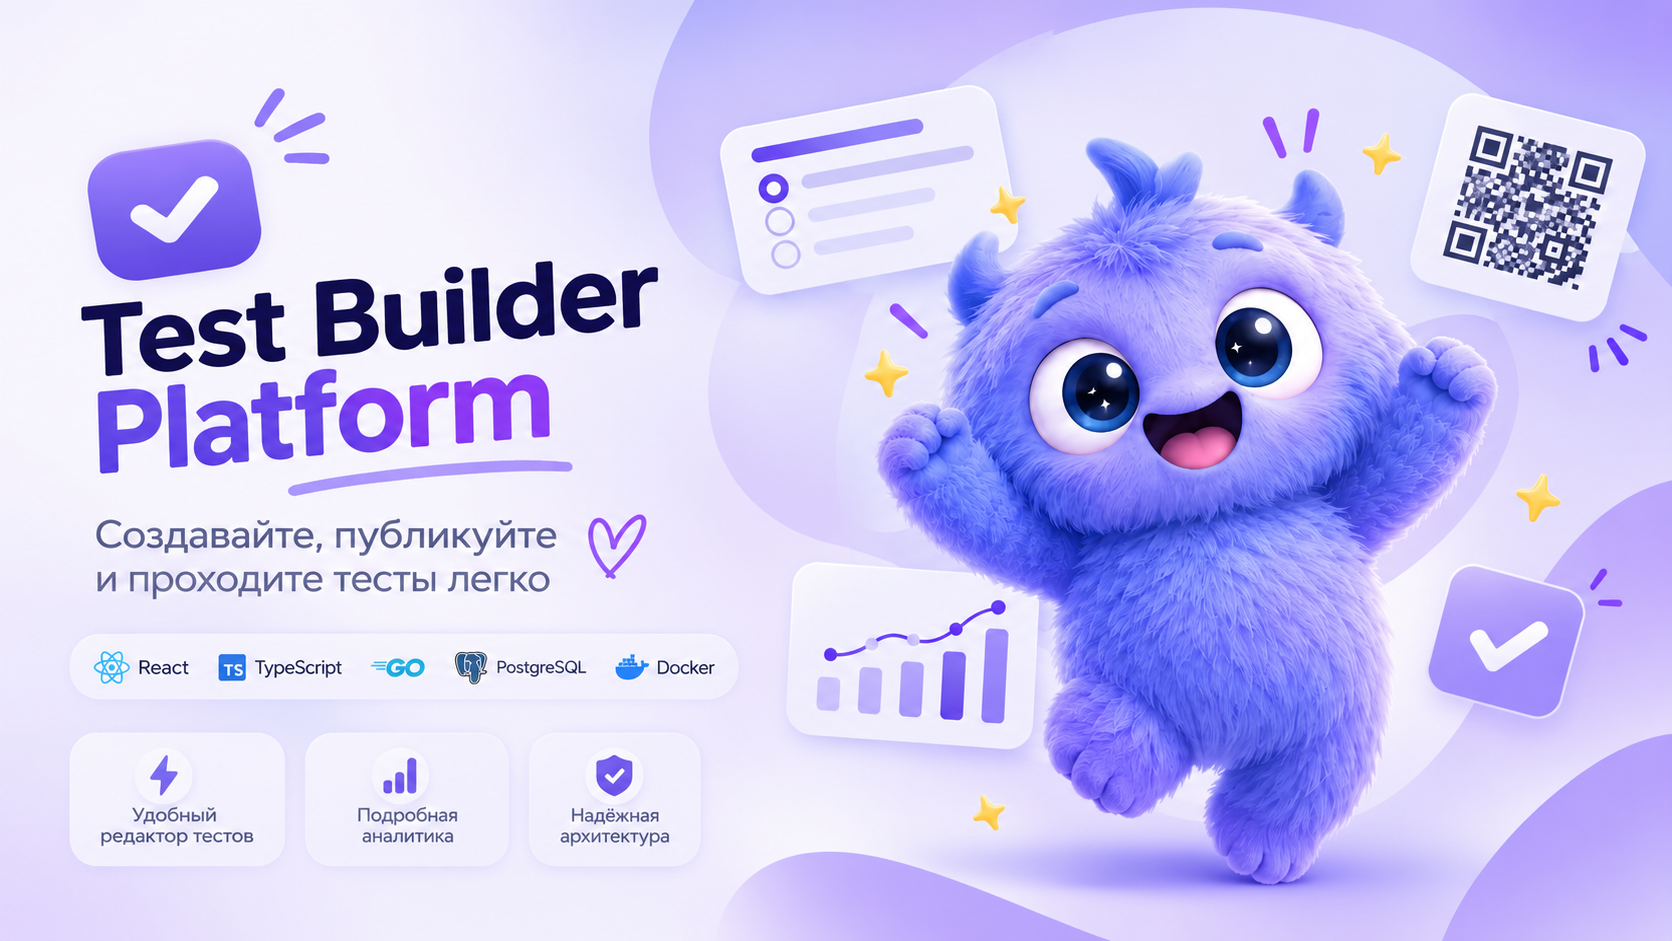 Test Builder
Platform
Создавайте, публикуйте
и проходите тесты легко
React
TS TypeScript
GO
PostgreSQL
Docker
Удобный
редактор тестов
Подробная
аналитика
Надёжная
архитектура